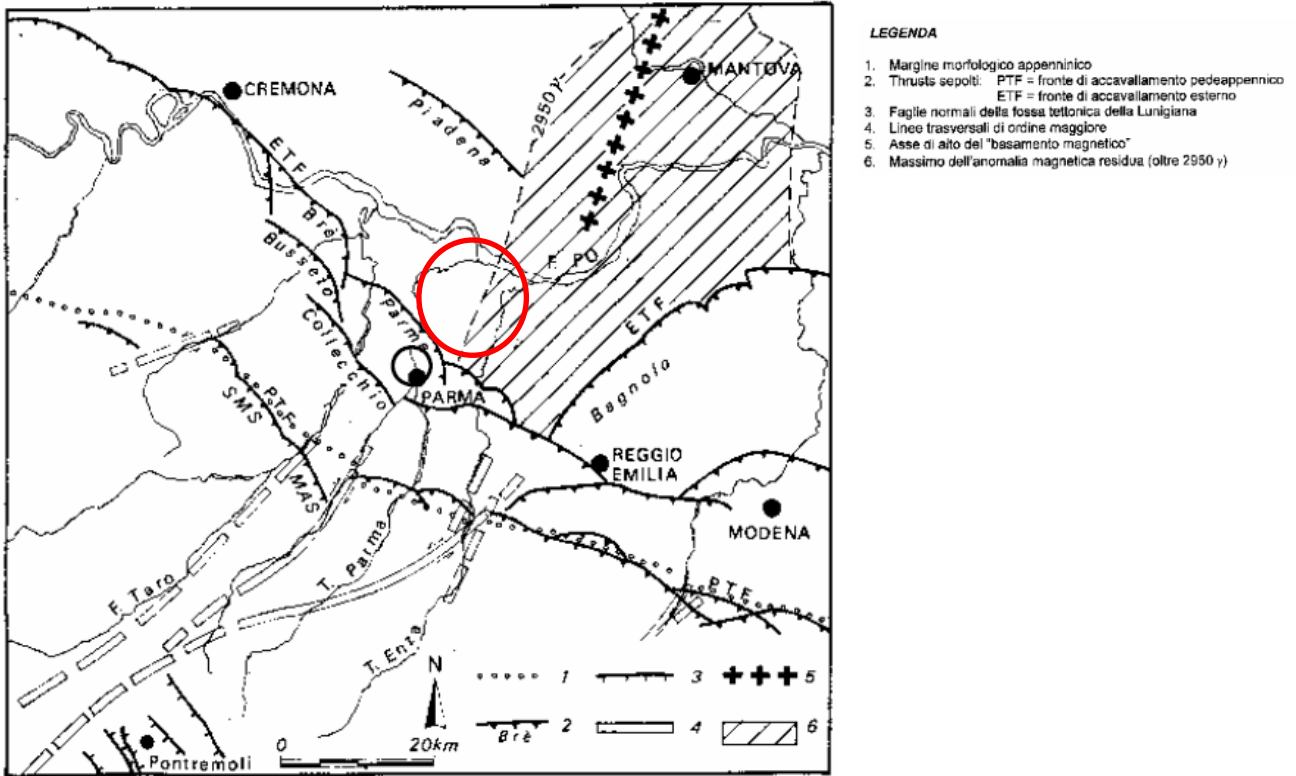 CREMONA
MANTOVA
Piadena
2950 γ
ETF
Brè
Busseto
F. PO
ETF
Parma
Collecchio
PARMA
Bagnolo
PTF
SMS
REGGIO
EMILIA
MAS
MODENA
T. Parma
F. Taro
PTF
T. Enza
N
1
3
5
2
Brè
4
6
0
20km
Pontremoli
LEGENDA
1. Margine morfologico appenninico
2. Thrusts sepolti: PTF = fronte di accavallamento pedeappennico
ETF = fronte di accavallamento esterno
3. Faglie normali della fossa tettonica della Lunigiana
4. Linee trasversali di ordine maggiore
5. Asse di alto del "basamento magnetico"
6. Massimo dell'anomalia magnetica residua (oltre 2950 γ)